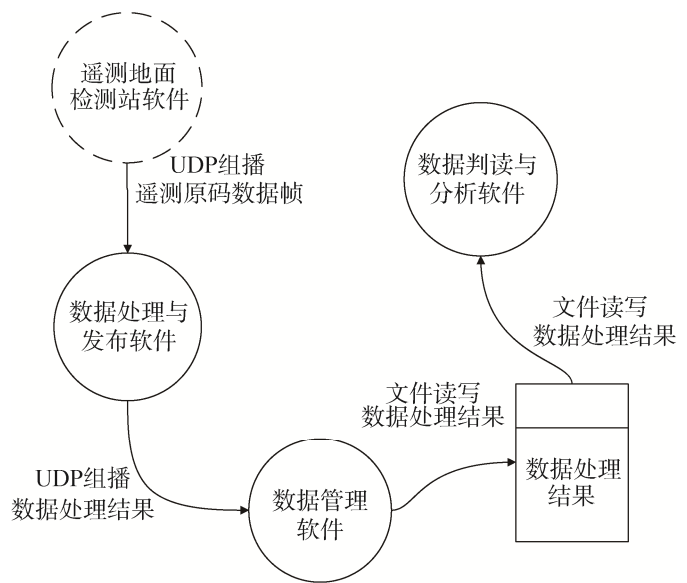 遥测地面
检测站软件
UDP组播
遥测原码数据帧
数据处理与
发布软件
UDP组播
数据处理结果
数据管理
软件
文件读写
数据处理结果
数据处理
结果
文件读写
数据处理结果
数据判读与
分析软件